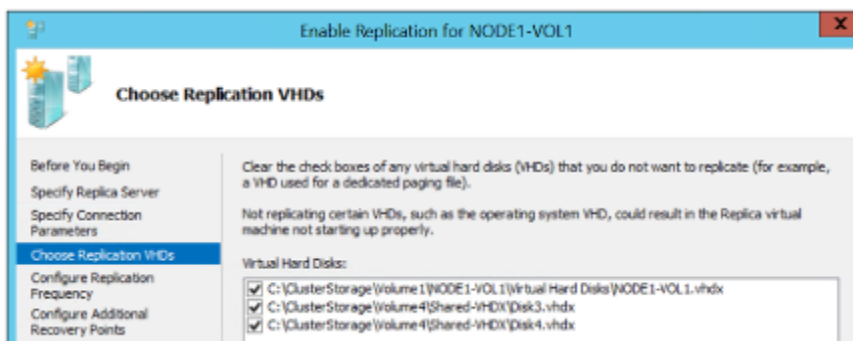 Enable Replication for NODE1-VOL1
X
Choose Replication VHDs
Before You Begin
Specify Replica Server
Specify Connection
Parameters
Choose Replication VHDs
Configure Replication
Frequency
Configure Additional
Recovery Points
Clear the check boxes of any virtual hard disks (VHDs) that you do not want to replicate (for example,
a VHD used for a dedicated paging file).
Not replicating certain VHDs, such as the operating system VHD, could result in the Replica virtual
machine not starting up properly.
Virtual Hard Disks:
C:\ClusterStorage\Volume1\NODE1-VOL1\Virtual Hard Disks\NODE1-VOL1.vhdx
C:\ClusterStorage\Volume4\Shared-VHDX\Disk3.vhdx
C:\ClusterStorage\Volume4\Shared-VHDX\Disk4.vhdx